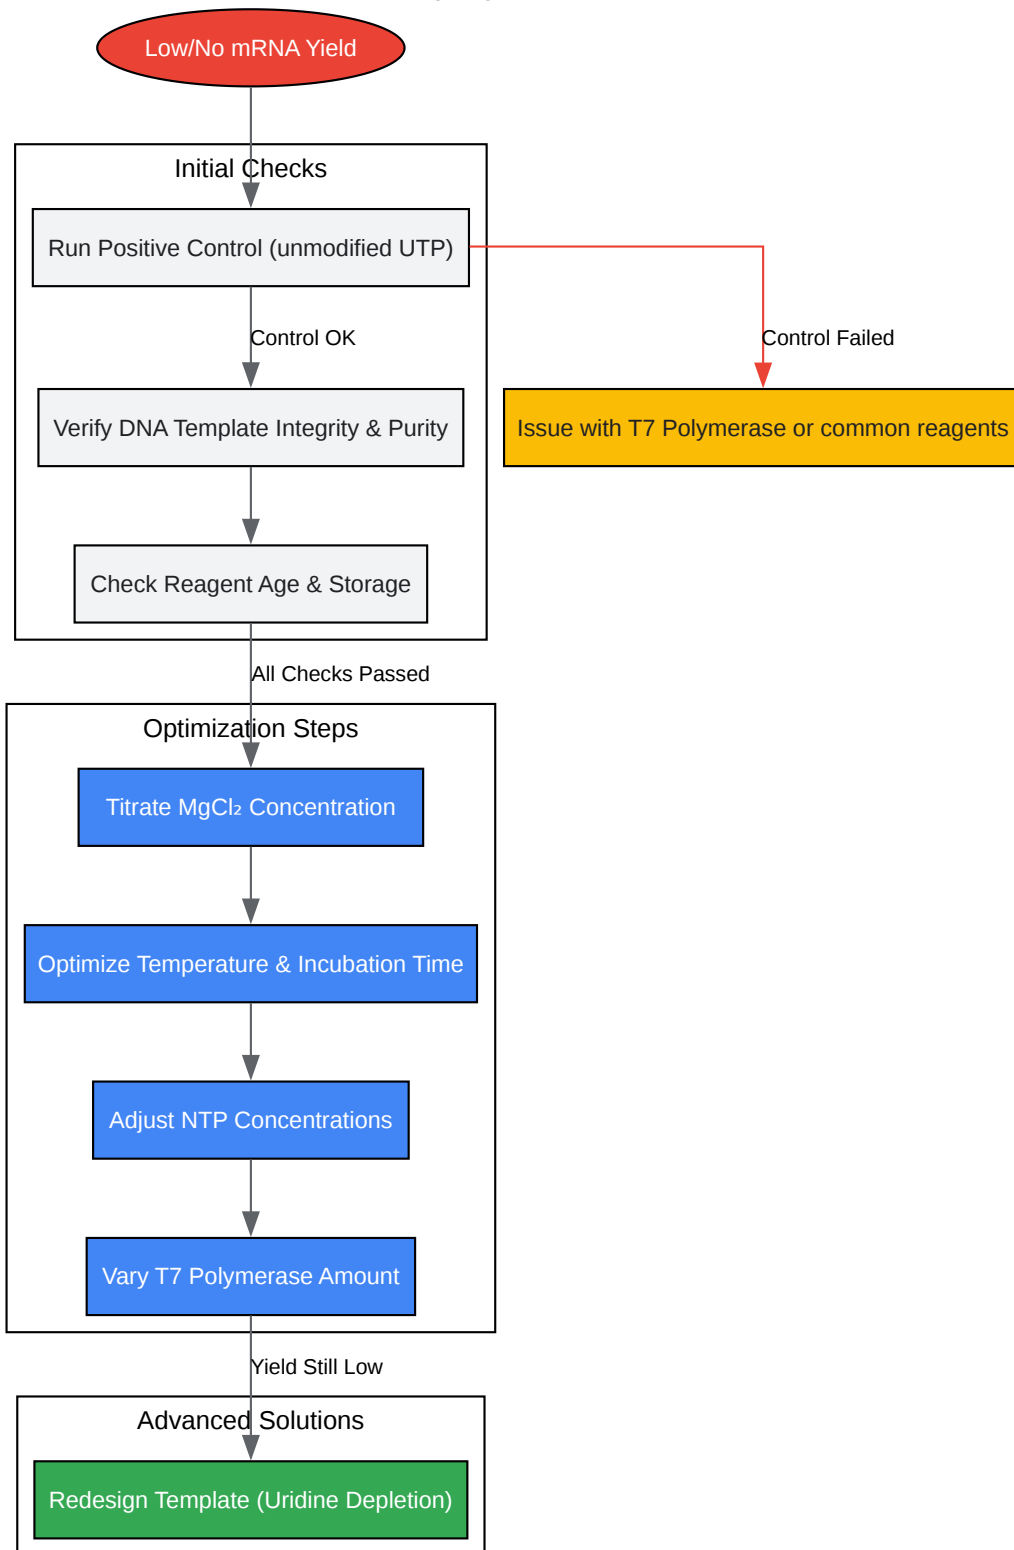 Low/No mRNA Yield
Initial Checks
Run Positive Control (unmodified UTP)
Control OK
Control Failed
Verify DNA Template Integrity & Purity
Issue with T7 Polymerase or common reagents
Check Reagent Age & Storage
All Checks Passed
Optimization Steps
Titrate MgCl₂ Concentration
Optimize Temperature & Incubation Time
Adjust NTP Concentrations
Vary T7 Polymerase Amount
Yield Still Low
Advanced Solutions
Redesign Template (Uridine Depletion)